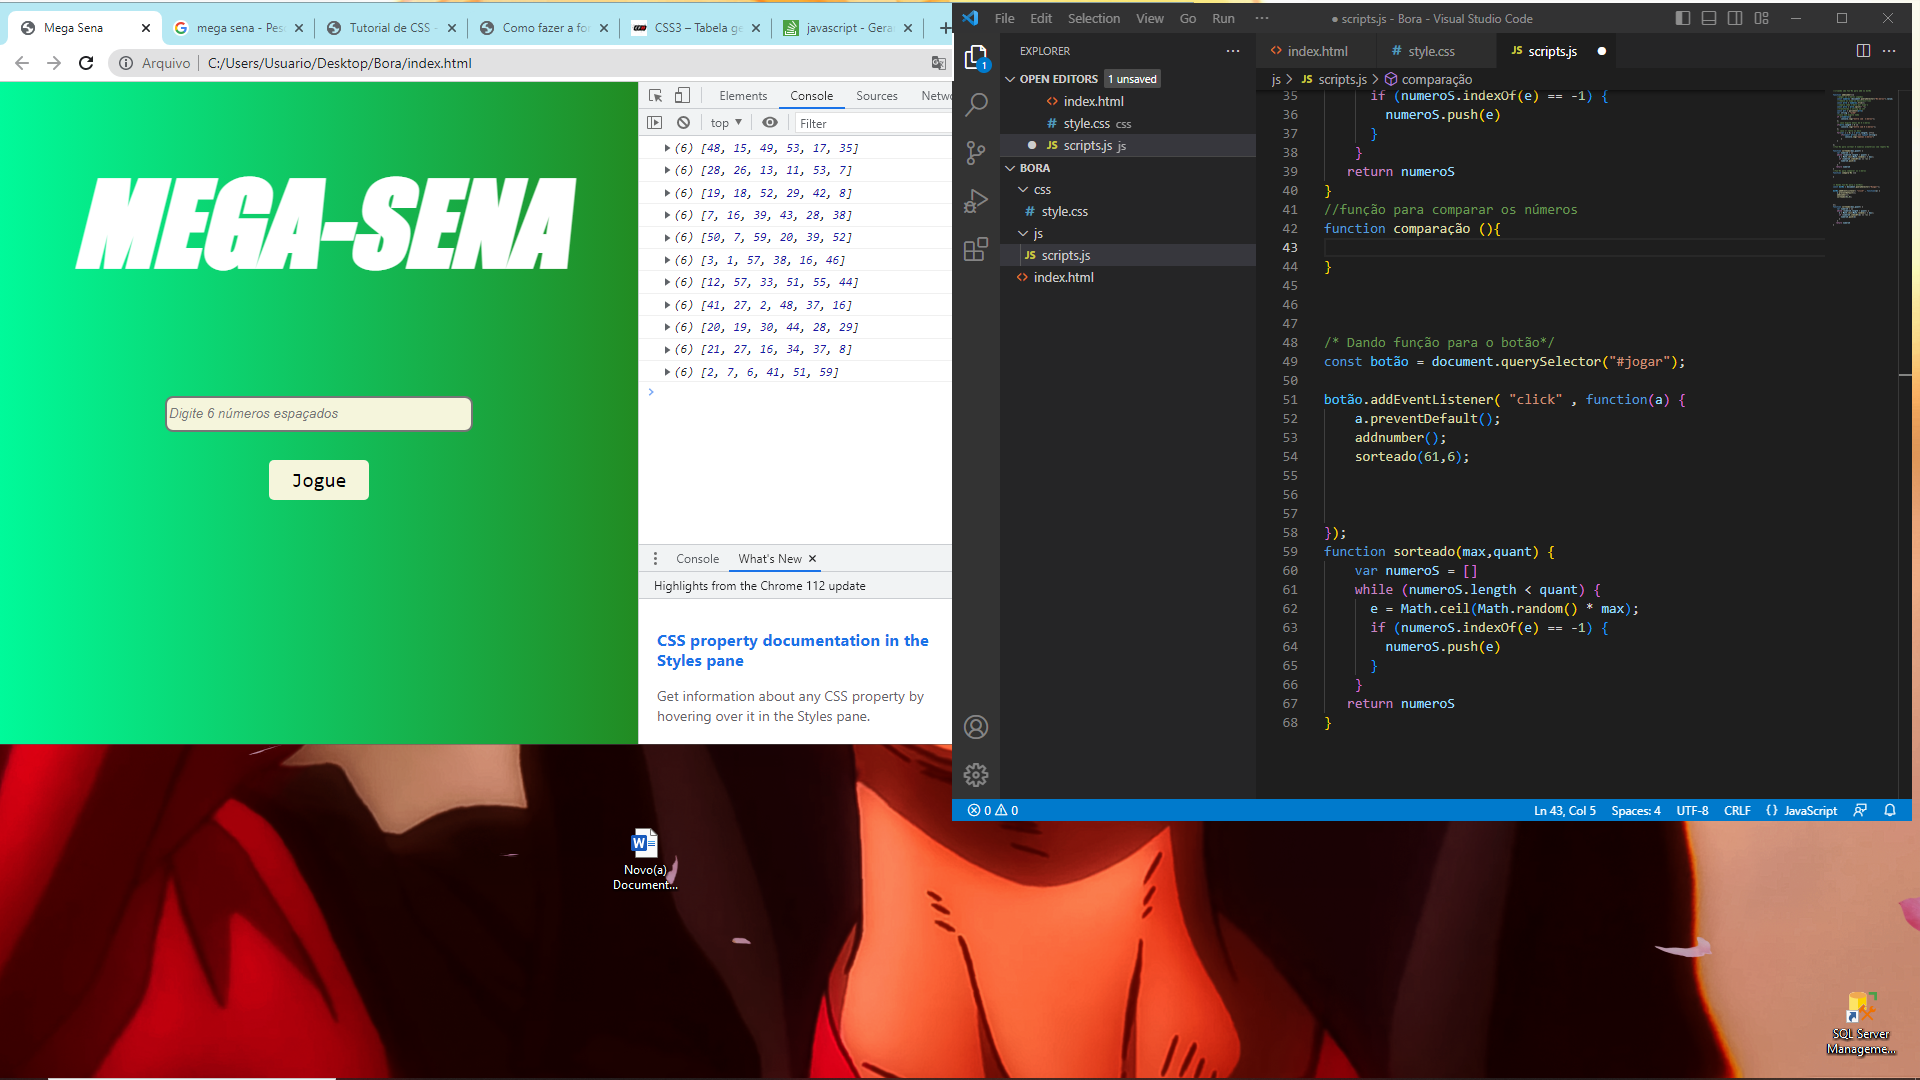 Mega Sena
mega sena - Pes
Tutorial de CSS -
Como fazer a fo
CSS3 – Tabela ge
javascript - Gera
Arquivo
C:/Users/Usuario/Desktop/Bora/index.html
MEGA-SENA
Digite 6 números espaçados
Jogue
Elements
Console
Sources
Netwo
top
Filter
(6) [48, 15, 49, 53, 17, 35]
(6) [28, 26, 13, 11, 53, 7]
(6) [19, 18, 52, 29, 42, 8]
(6) [7, 16, 39, 43, 28, 38]
(6) [50, 7, 59, 20, 39, 52]
(6) [3, 1, 57, 38, 16, 46]
(6) [12, 57, 33, 51, 55, 44]
(6) [41, 27, 2, 48, 37, 16]
(6) [20, 19, 30, 44, 28, 29]
(6) [21, 27, 16, 34, 37, 8]
(6) [2, 7, 6, 41, 51, 59]
Console
What's New
Highlights from the Chrome 112 update
CSS property documentation in the
Styles pane
Get information about any CSS property by
hovering over it in the Styles pane.
File Edit Selection View Go Run ···
● scripts.js - Bora - Visual Studio Code
EXPLORER
OPEN EDITORS 1 unsaved
index.html
style.css css
JS scripts.js js
BORA
css
style.css
js
JS scripts.js
index.html
1
index.html
style.css
JS scripts.js
js > JS scripts.js > comparação
35 if (numeroS.indexOf(e) == -1) {
36 numeroS.push(e)
37 }
38 }
39 return numeroS
40 }
41 //função para comparar os números
42 function comparação (){
43
44 }
45
46
47
48 /* Dando função para o botão*/
49 const botão = document.querySelector("#jogar");
50
51 botão.addEventListener( "click" , function(a) {
52 a.preventDefault();
53 addnumber();
54 sorteado(61,6);
55
56
57
58 });
59 function sorteado(max,quant) {
60 var numeroS = []
61 while (numeroS.length < quant) {
62 e = Math.ceil(Math.random() * max);
63 if (numeroS.indexOf(e) == -1) {
64 numeroS.push(e)
65 }
66 }
67 return numeroS
68 }
0 0
Ln 43, Col 5
Spaces: 4
UTF-8
CRLF
{} JavaScript
Novo(a)
Document...
SQL Server
Manageme...